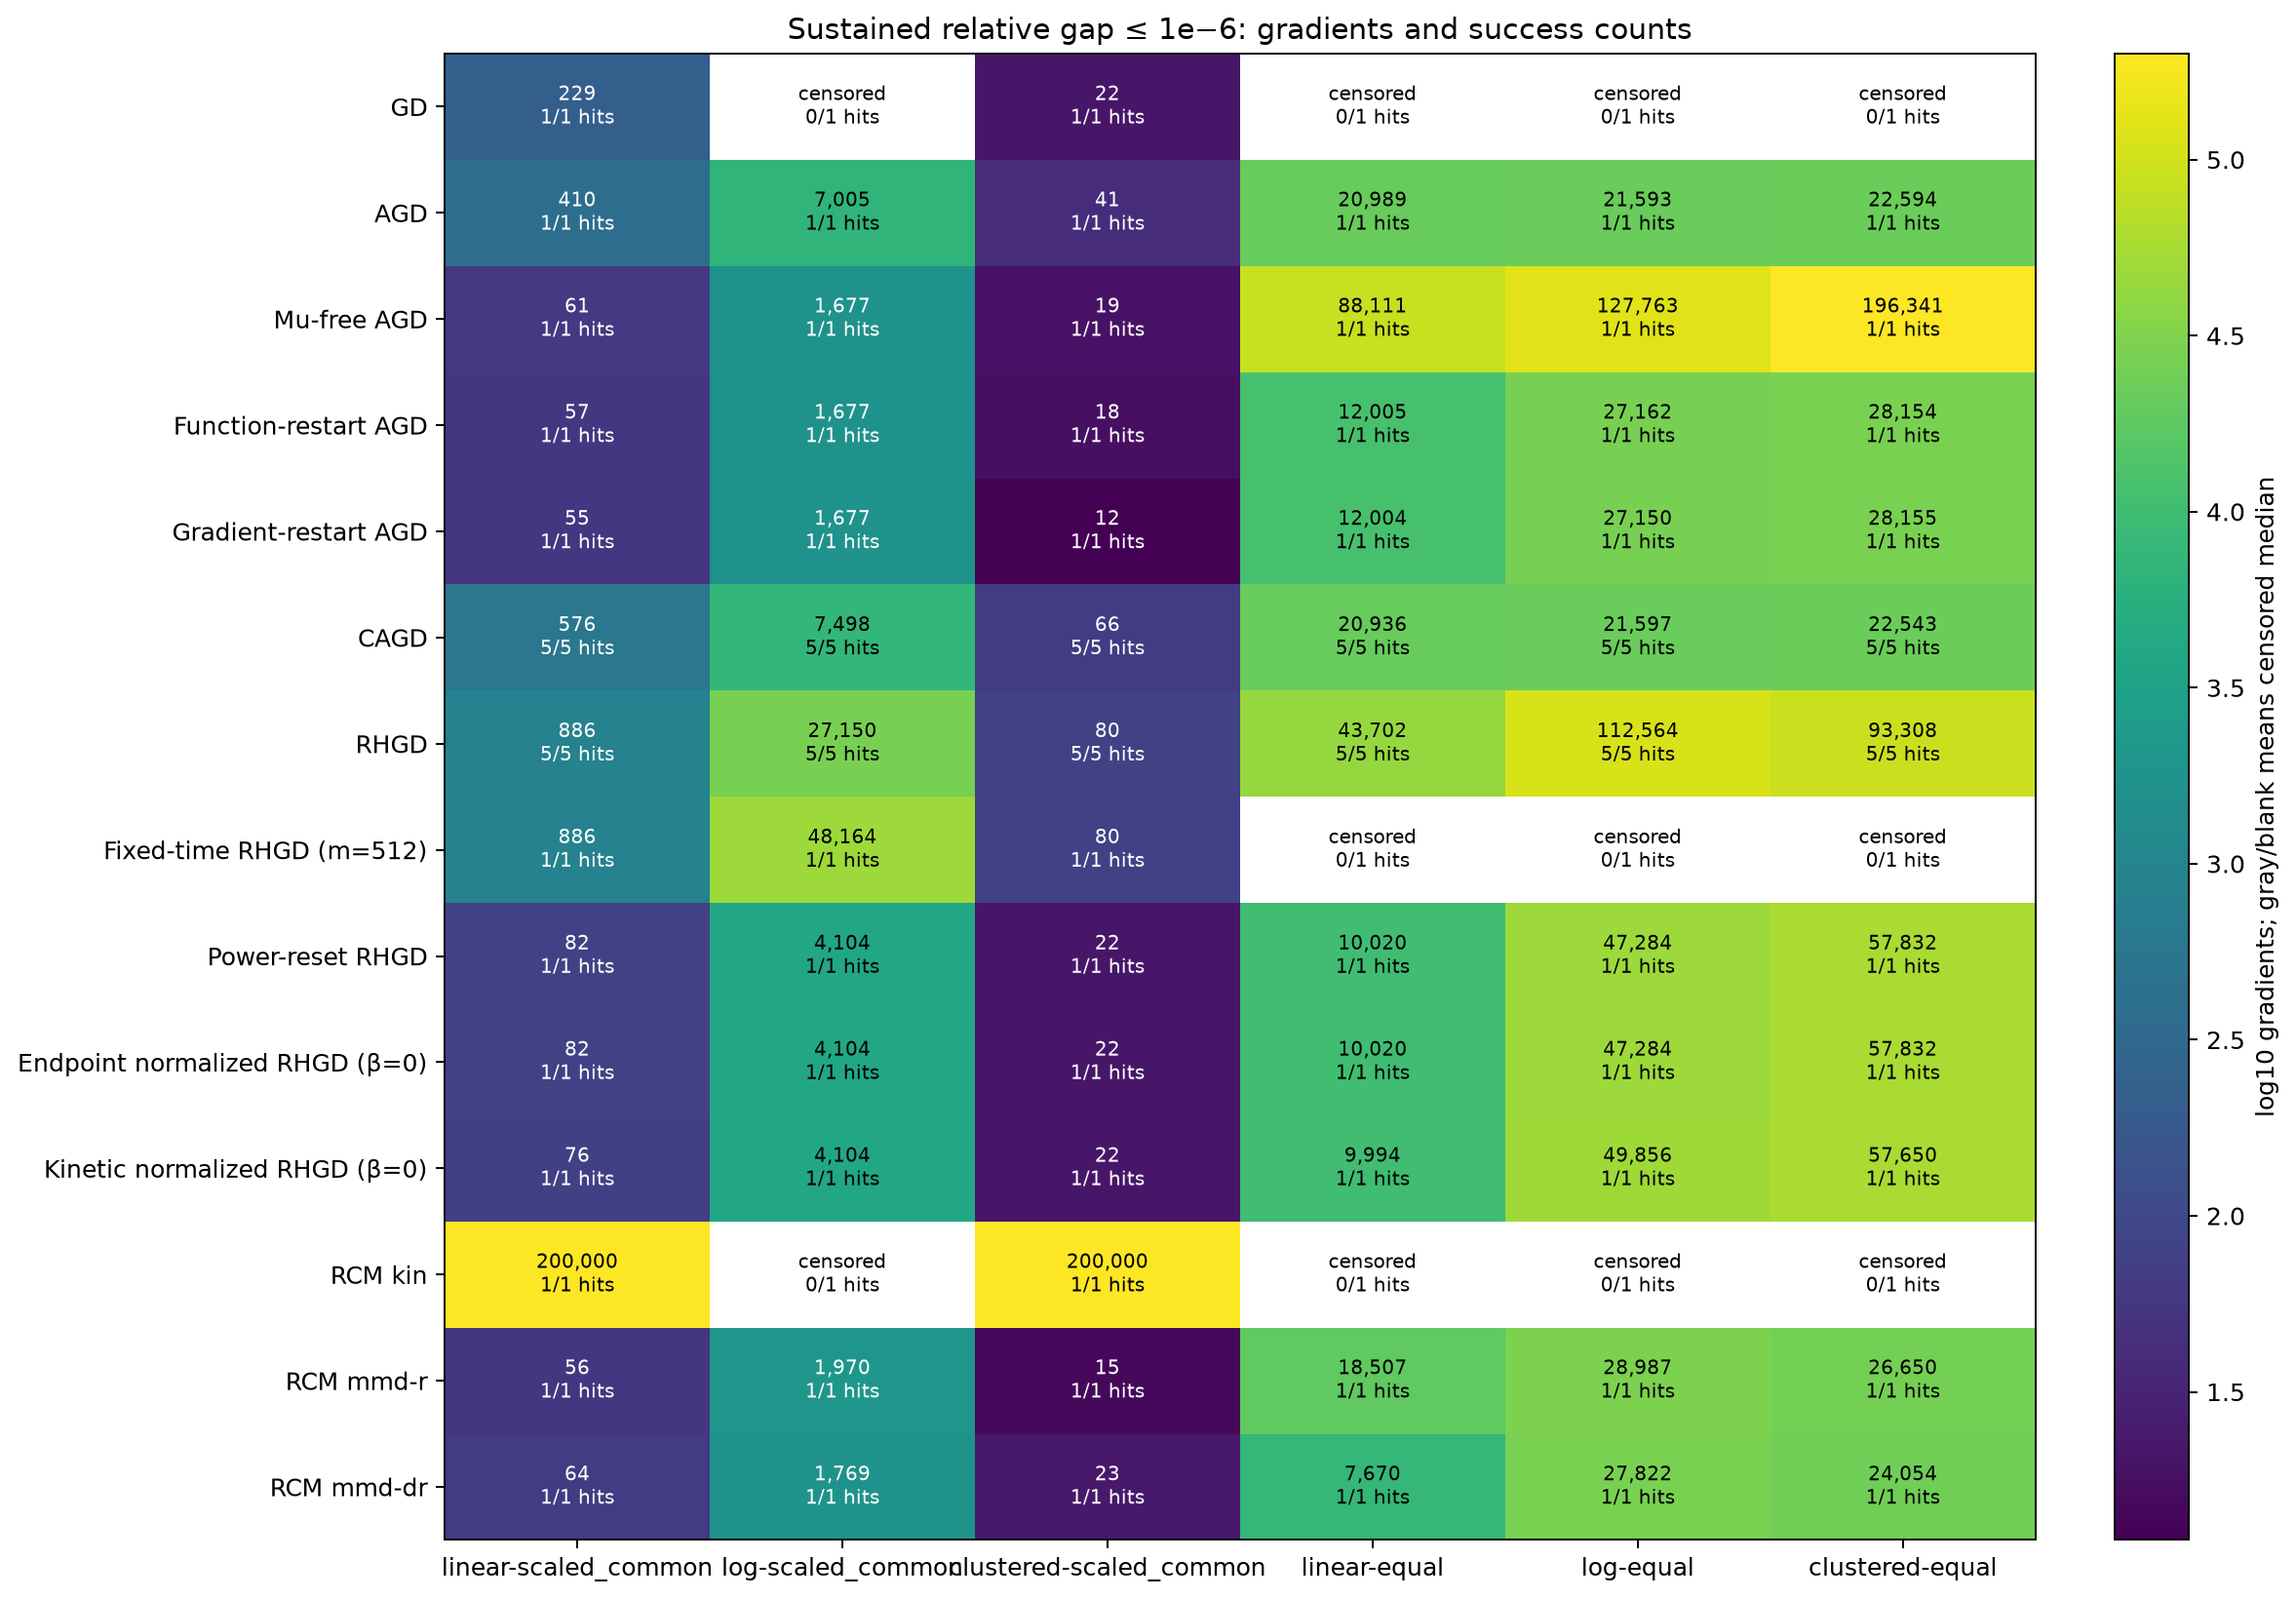 Sustained relative gap ≤ 1e−6: gradients and success counts
GD
229
1/1 hits
censored
0/1 hits
22
1/1 hits
censored
0/1 hits
censored
0/1 hits
censored
0/1 hits
AGD
410
1/1 hits
7,005
1/1 hits
41
1/1 hits
20,989
1/1 hits
21,593
1/1 hits
22,594
1/1 hits
Mu-free AGD
61
1/1 hits
1,677
1/1 hits
19
1/1 hits
88,111
1/1 hits
127,763
1/1 hits
196,341
1/1 hits
Function-restart AGD
57
1/1 hits
1,677
1/1 hits
18
1/1 hits
12,005
1/1 hits
27,162
1/1 hits
28,154
1/1 hits
Gradient-restart AGD
55
1/1 hits
1,677
1/1 hits
12
1/1 hits
12,004
1/1 hits
27,150
1/1 hits
28,155
1/1 hits
CAGD
576
5/5 hits
7,498
5/5 hits
66
5/5 hits
20,936
5/5 hits
21,597
5/5 hits
22,543
5/5 hits
RHGD
886
5/5 hits
27,150
5/5 hits
80
5/5 hits
43,702
5/5 hits
112,564
5/5 hits
93,308
5/5 hits
Fixed-time RHGD (m=512)
886
1/1 hits
48,164
1/1 hits
80
1/1 hits
censored
0/1 hits
censored
0/1 hits
censored
0/1 hits
Power-reset RHGD
82
1/1 hits
4,104
1/1 hits
22
1/1 hits
10,020
1/1 hits
47,284
1/1 hits
57,832
1/1 hits
Endpoint normalized RHGD (β=0)
82
1/1 hits
4,104
1/1 hits
22
1/1 hits
10,020
1/1 hits
47,284
1/1 hits
57,832
1/1 hits
Kinetic normalized RHGD (β=0)
76
1/1 hits
4,104
1/1 hits
22
1/1 hits
9,994
1/1 hits
49,856
1/1 hits
57,650
1/1 hits
RCM kin
200,000
1/1 hits
censored
0/1 hits
200,000
1/1 hits
censored
0/1 hits
censored
0/1 hits
censored
0/1 hits
RCM mmd-r
56
1/1 hits
1,970
1/1 hits
15
1/1 hits
18,507
1/1 hits
28,987
1/1 hits
26,650
1/1 hits
RCM mmd-dr
64
1/1 hits
1,769
1/1 hits
23
1/1 hits
7,670
1/1 hits
27,822
1/1 hits
24,054
1/1 hits
linear-scaled_common
log-scaled_common
clustered-scaled_common
linear-equal
log-equal
clustered-equal
5.0
4.5
4.0
3.5
3.0
2.5
2.0
1.5
log10 gradients; gray/blank means censored median